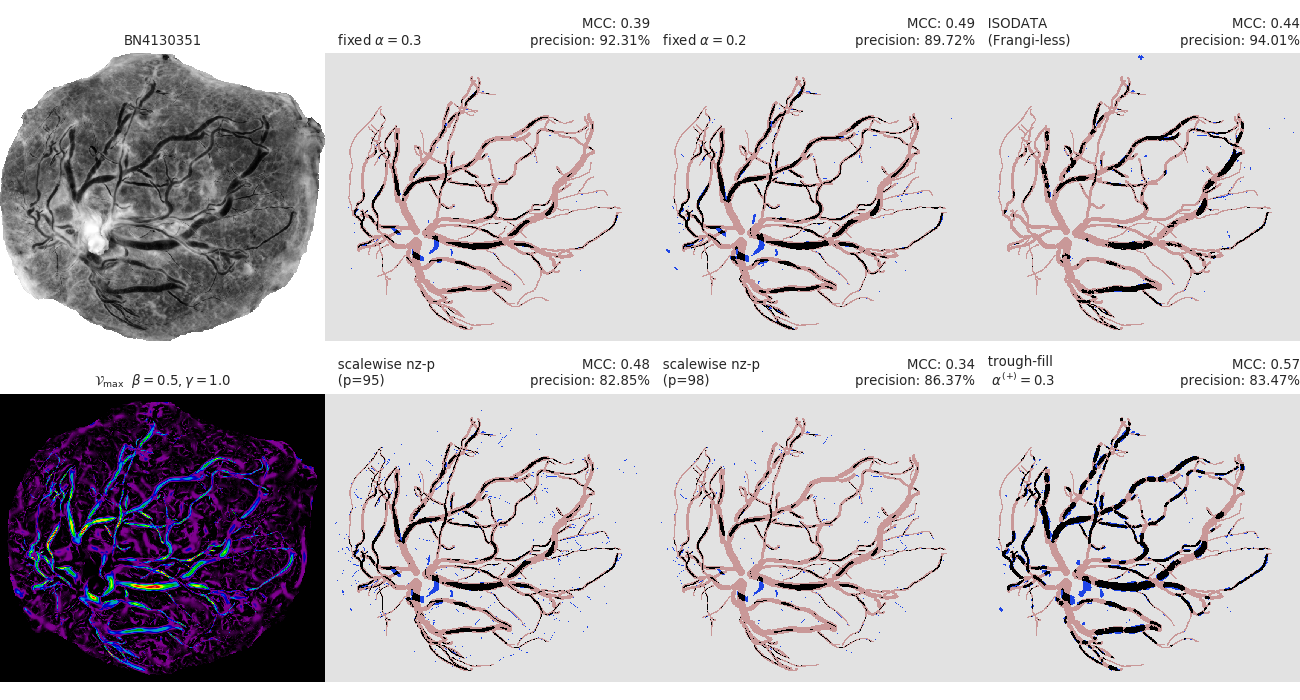 BN4130351
fixed α = 0.3
MCC: 0.39
precision: 92.31%
fixed α = 0.2
MCC: 0.49
precision: 89.72%
ISODATA
(Frangi-less)
MCC: 0.44
precision: 94.01%
𝒱max β = 0.5, γ = 1.0
scalewise nz-p
(p=95)
MCC: 0.48
precision: 82.85%
scalewise nz-p
(p=98)
MCC: 0.34
precision: 86.37%
trough-fill
α(+) = 0.3
MCC: 0.57
precision: 83.47%